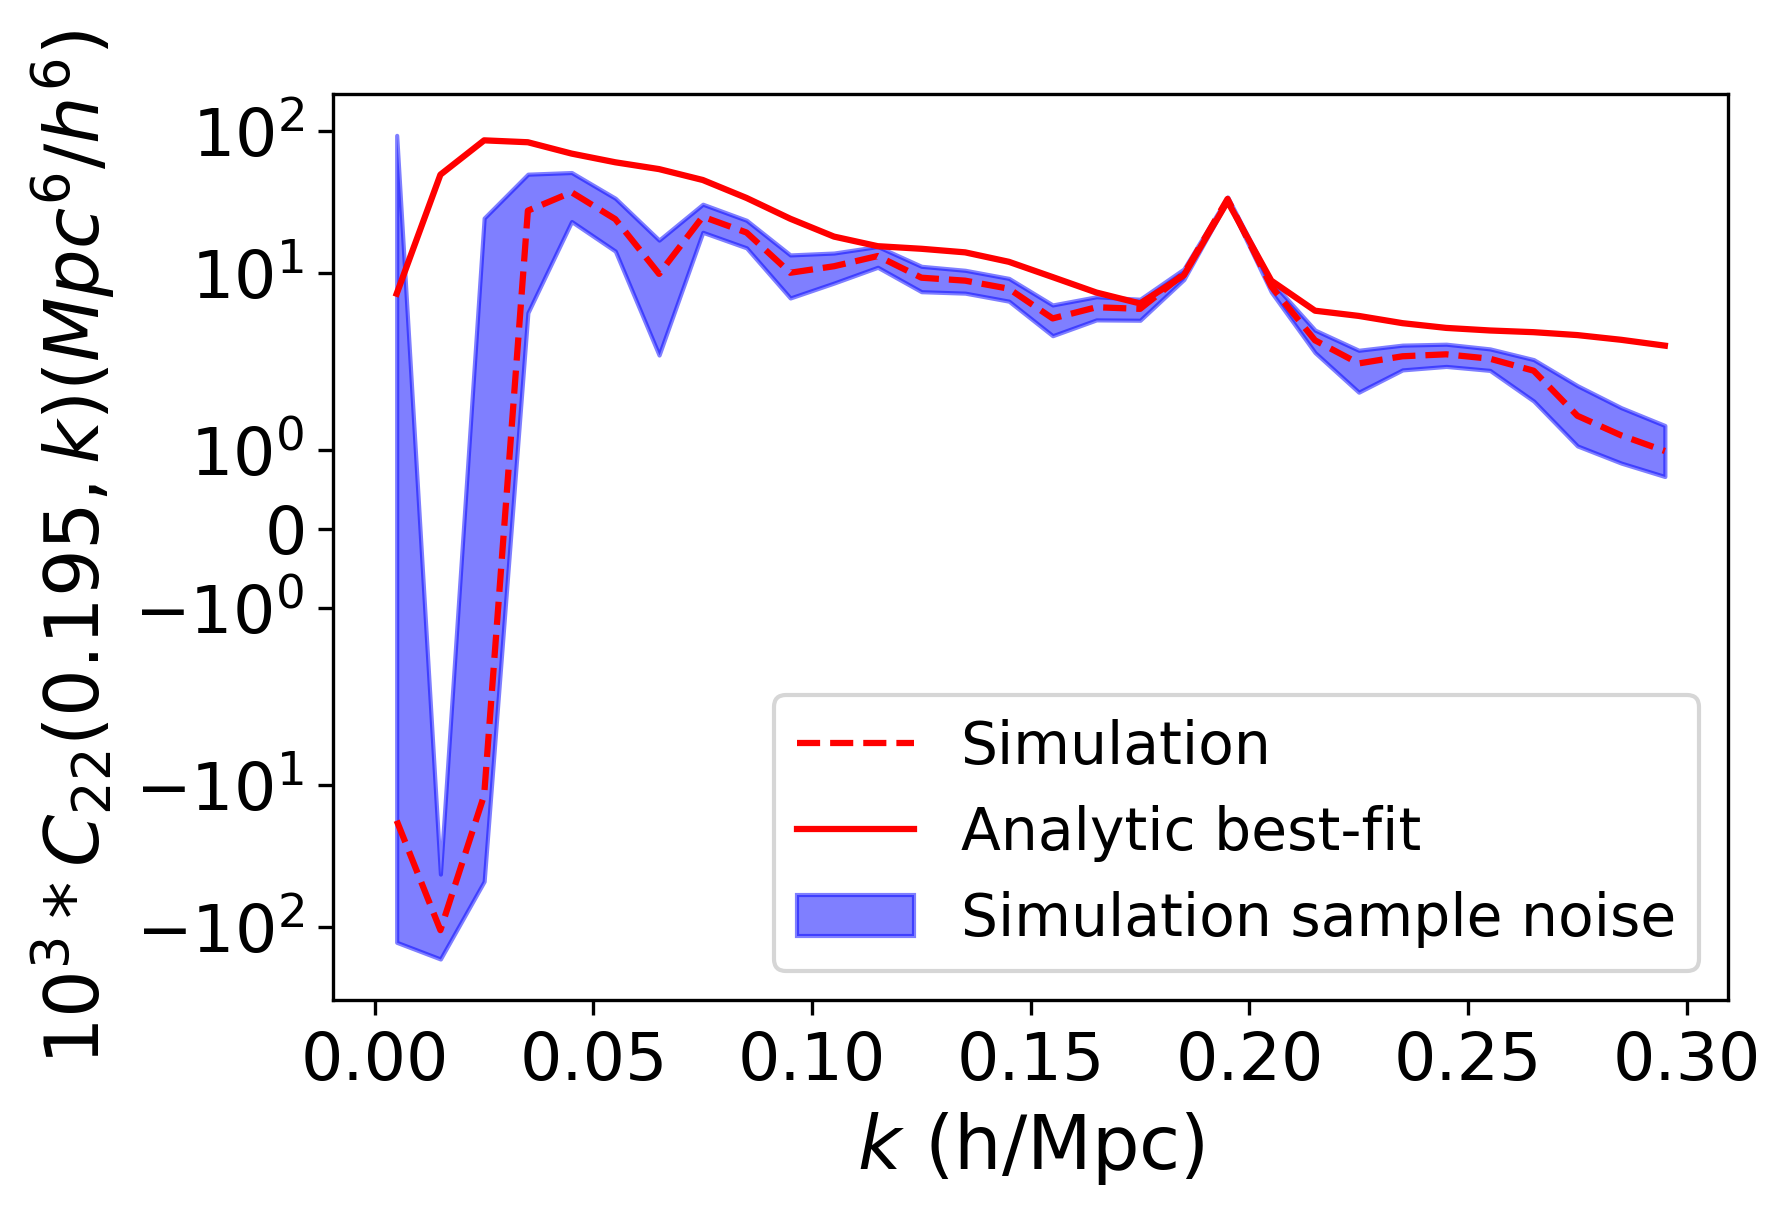 10^3 * C_22(0.195, k)(Mpc^6/h^6)
10^2
10^1
10^0
0
−10^0
−10^1
−10^2
Simulation
Analytic best-fit
Simulation sample noise
0.00 0.05 0.10 0.15 0.20 0.25 0.30
k (h/Mpc)